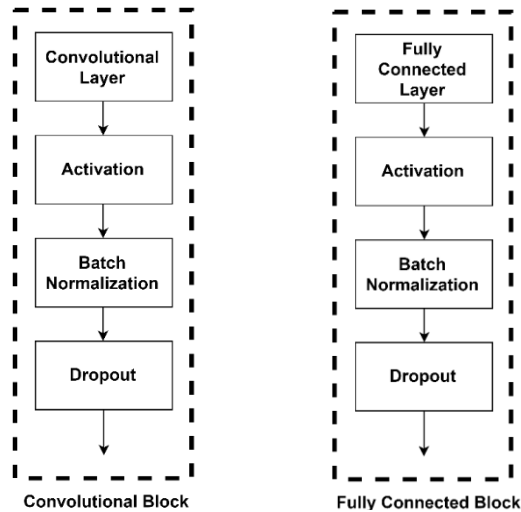 Convolutional
Layer
Activation
Batch
Normalization
Dropout
Convolutional Block
Fully
Connected
Layer
Activation
Batch
Normalization
Dropout
Fully Connected Block